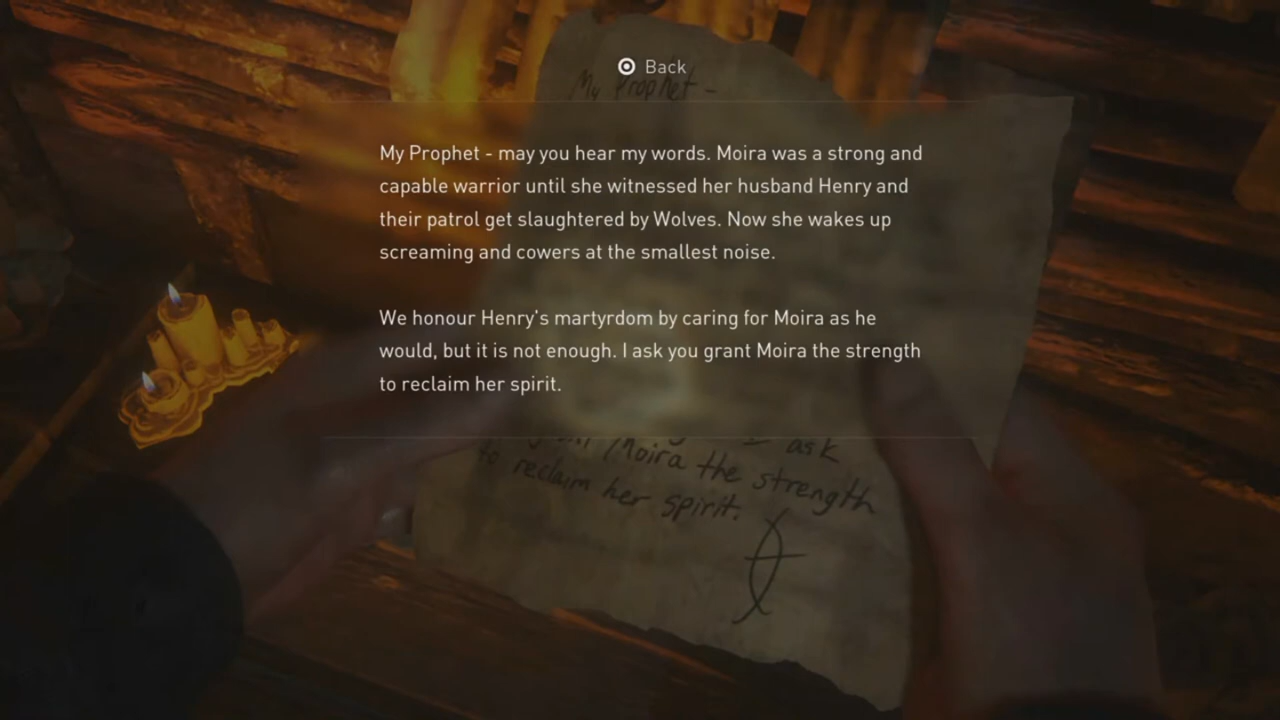 Back
My Prophet -
My Prophet - may you hear my words. Moira was a strong and
capable warrior until she witnessed her husband Henry and
their patrol get slaughtered by Wolves. Now she wakes up
screaming and cowers at the smallest noise.
We honour Henry's martyrdom by caring for Moira as he
would, but it is not enough. I ask you grant Moira the strength
to reclaim her spirit.
I ask
Moira the strength
to reclaim her spirit.